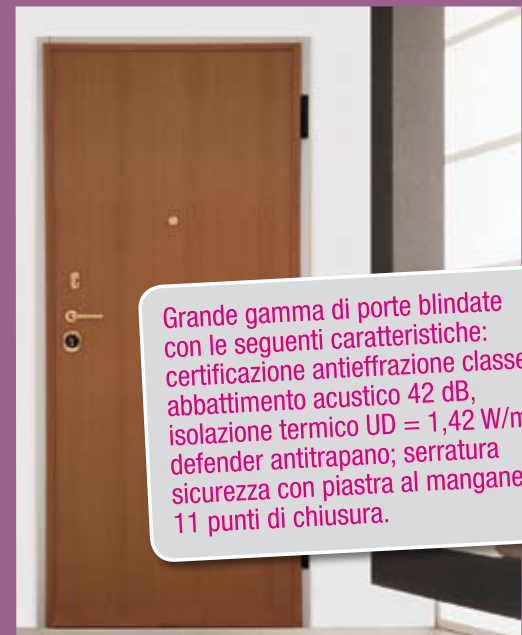 Grande gamma di porte blindate
con le seguenti caratteristiche:
certificazione antieffrazione classe
abbattimento acustico 42 dB,
isolazione termico UD = 1,42 W/m
defender antitrapano; serratura
sicurezza con piastra al mangane
11 punti di chiusura.